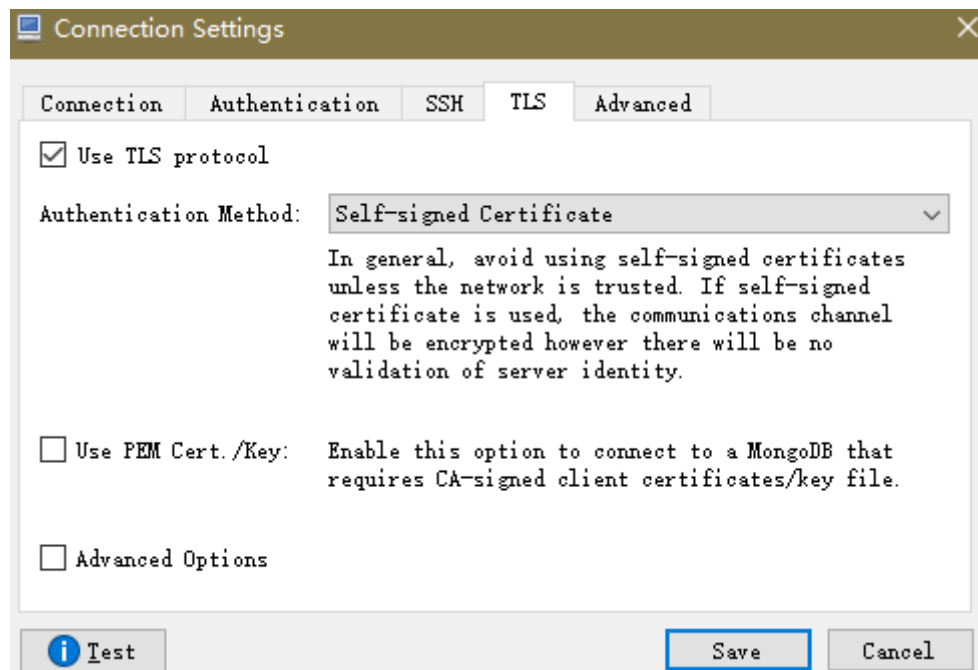 Connection Settings
Connection Authentication SSH TLS Advanced
Use TLS protocol
Authentication Method: Self-signed Certificate
In general, avoid using self-signed certificates
unless the network is trusted. If self-signed
certificate is used, the communications channel
will be encrypted however there will be no
validation of server identity.
Use PEM Cert./Key: Enable this option to connect to a MongoDB that
requires CA-signed client certificates/key file.
Advanced Options
Test Save Cancel